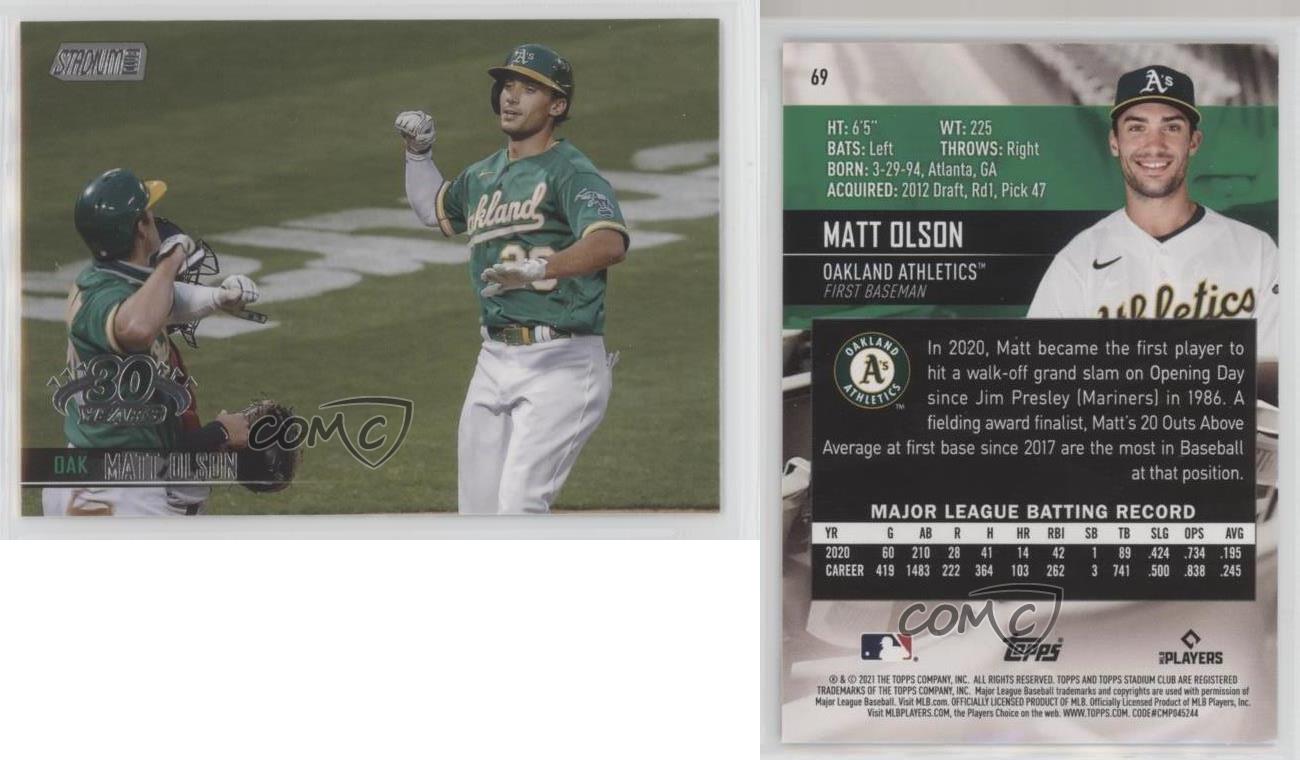 STADIUM CLUB
A's
Oakland
30
YEARS
OAK MATT OLSON
COMC
69
A's
HT: 6'5" WT: 225
BATS: Left THROWS: Right
BORN: 3-29-94, Atlanta, GA
ACQUIRED: 2012 Draft, Rd1, Pick 47
MATT OLSON
OAKLAND ATHLETICS™
FIRST BASEMAN
Athletics
OAKLAND
A's
ATHLETICS
TM
In 2020, Matt became the first player to
hit a walk-off grand slam on Opening Day
since Jim Presley (Mariners) in 1986. A
fielding award finalist, Matt's 20 Outs Above
Average at first base since 2017 are the most in Baseball
at that position.
MAJOR LEAGUE BATTING RECORD
YR G AB R H HR RBI SB TB SLG OPS AVG
2020 60 210 28 41 14 42 1 89 .424 .734 .195
CAREER 419 1483 222 364 103 262 3 741 .500 .838 .245
COMC
Topps®
MLB PLAYERS
® & © 2021 THE TOPPS COMPANY, INC. ALL RIGHTS RESERVED. TOPPS AND TOPPS STADIUM CLUB ARE REGISTERED
TRADEMARKS OF THE TOPPS COMPANY, INC. Major League Baseball trademarks and copyrights are used with permission of
Major League Baseball. Visit MLB.com. OFFICIALLY LICENSED PRODUCT OF MLB. Officially Licensed Product of MLB Players, Inc.
Visit MLBPLAYERS.COM, the Players Choice on the web. WWW.TOPPS.COM. CODE#CMP045244